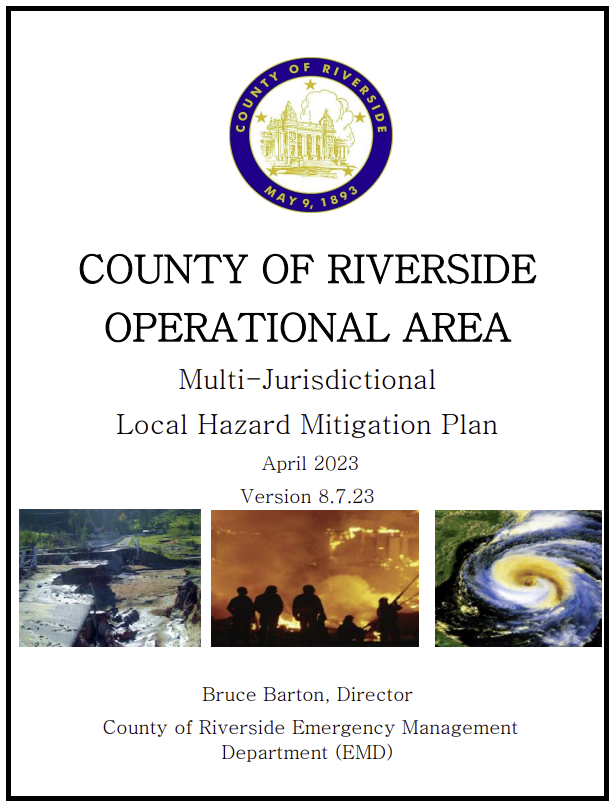 COUNTY OF RIVERSIDE
MAY 9, 1893
COUNTY OF RIVERSIDE
OPERATIONAL AREA
Multi-Jurisdictional
Local Hazard Mitigation Plan
April 2023
Version 8.7.23
Bruce Barton, Director
County of Riverside Emergency Management
Department (EMD)